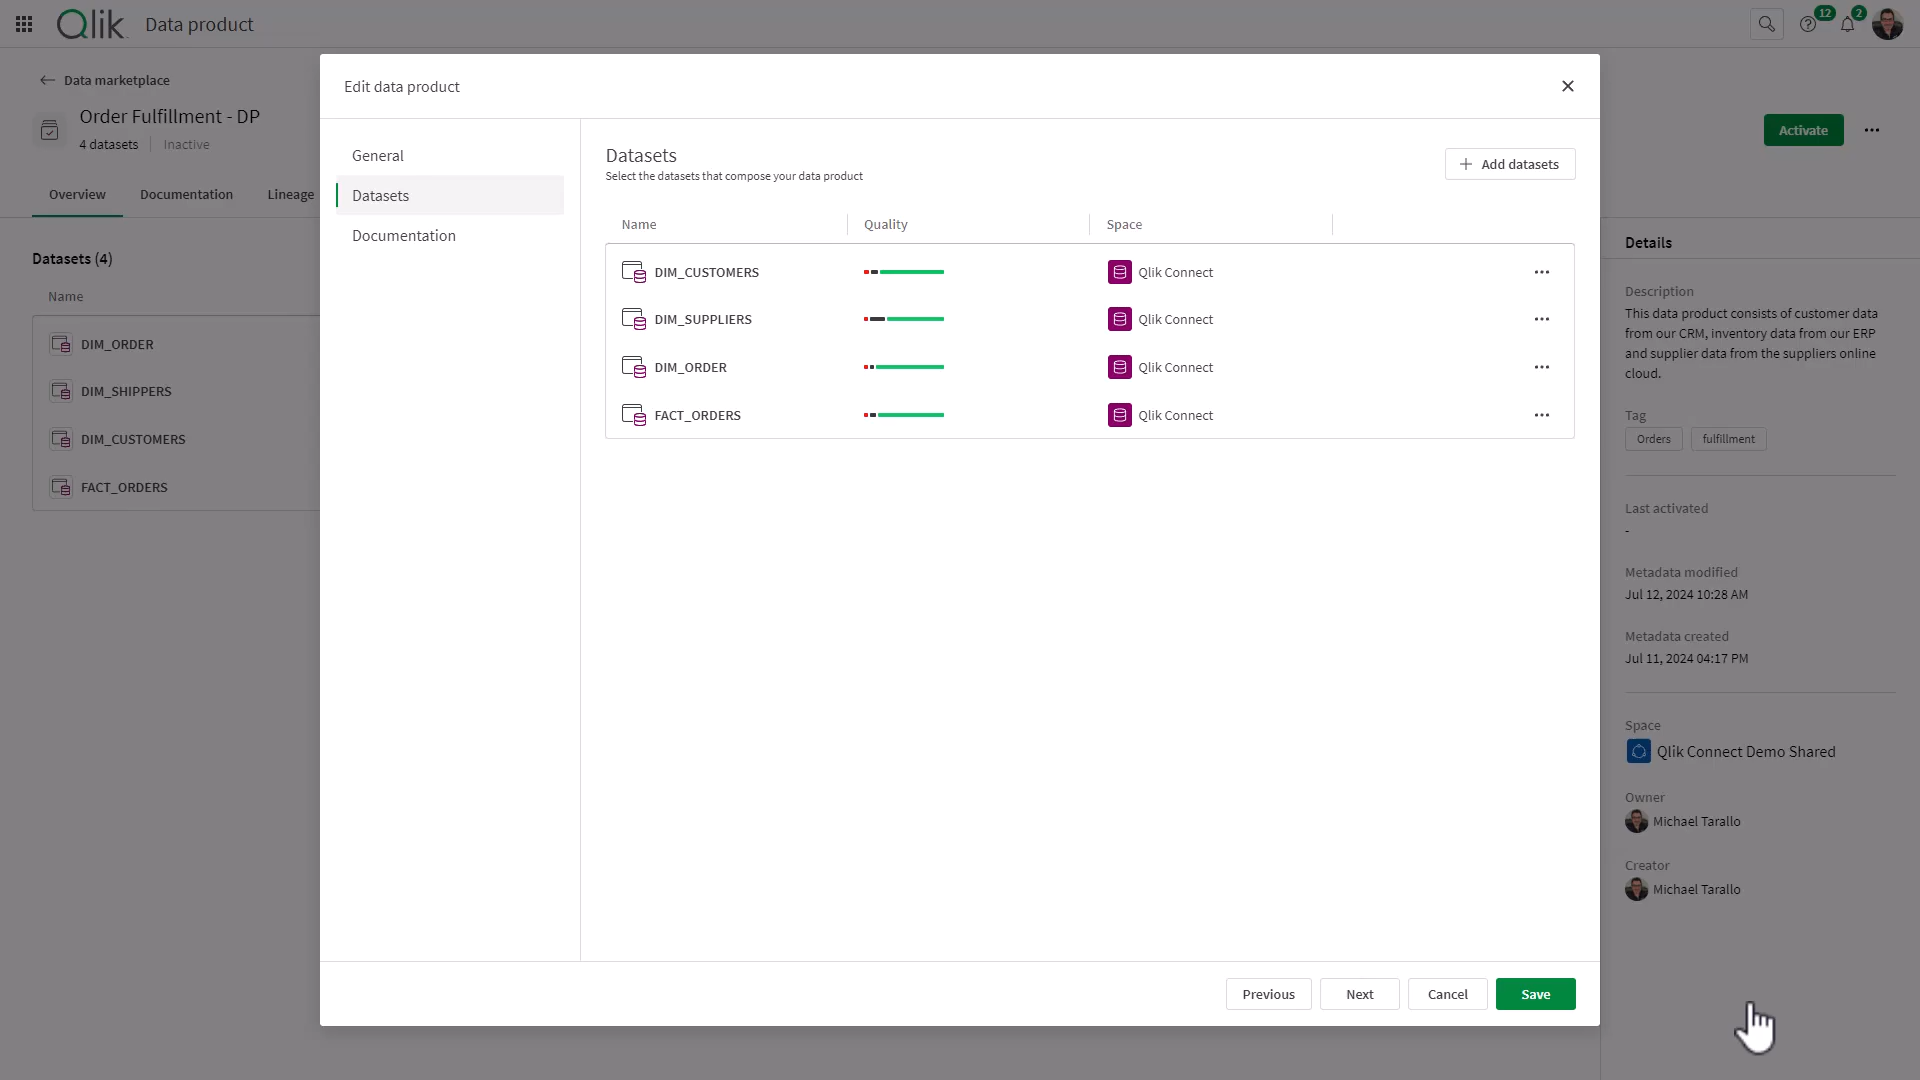 Qlik
Data product
12
2
Data marketplace
Order Fulfillment - DP
4 datasets
Inactive
Activate
Overview
Documentation
Lineage
Datasets (4)
Name
DIM_ORDER
DIM_SHIPPERS
DIM_CUSTOMERS
FACT_ORDERS
Edit data product
General
Datasets
Documentation
Datasets
Select the datasets that compose your data product
Add datasets
Name
Quality
Space
DIM_CUSTOMERS
Qlik Connect
DIM_SUPPLIERS
Qlik Connect
DIM_ORDER
Qlik Connect
FACT_ORDERS
Qlik Connect
Previous
Next
Cancel
Save
Details
Description
This data product consists of customer data
from our CRM, inventory data from our ERP
and supplier data from the suppliers online
cloud.
Tag
Orders
fulfillment
Last activated
-
Metadata modified
Jul 12, 2024 10:28 AM
Metadata created
Jul 11, 2024 04:17 PM
Space
Qlik Connect Demo Shared
Owner
Michael Tarallo
Creator
Michael Tarallo